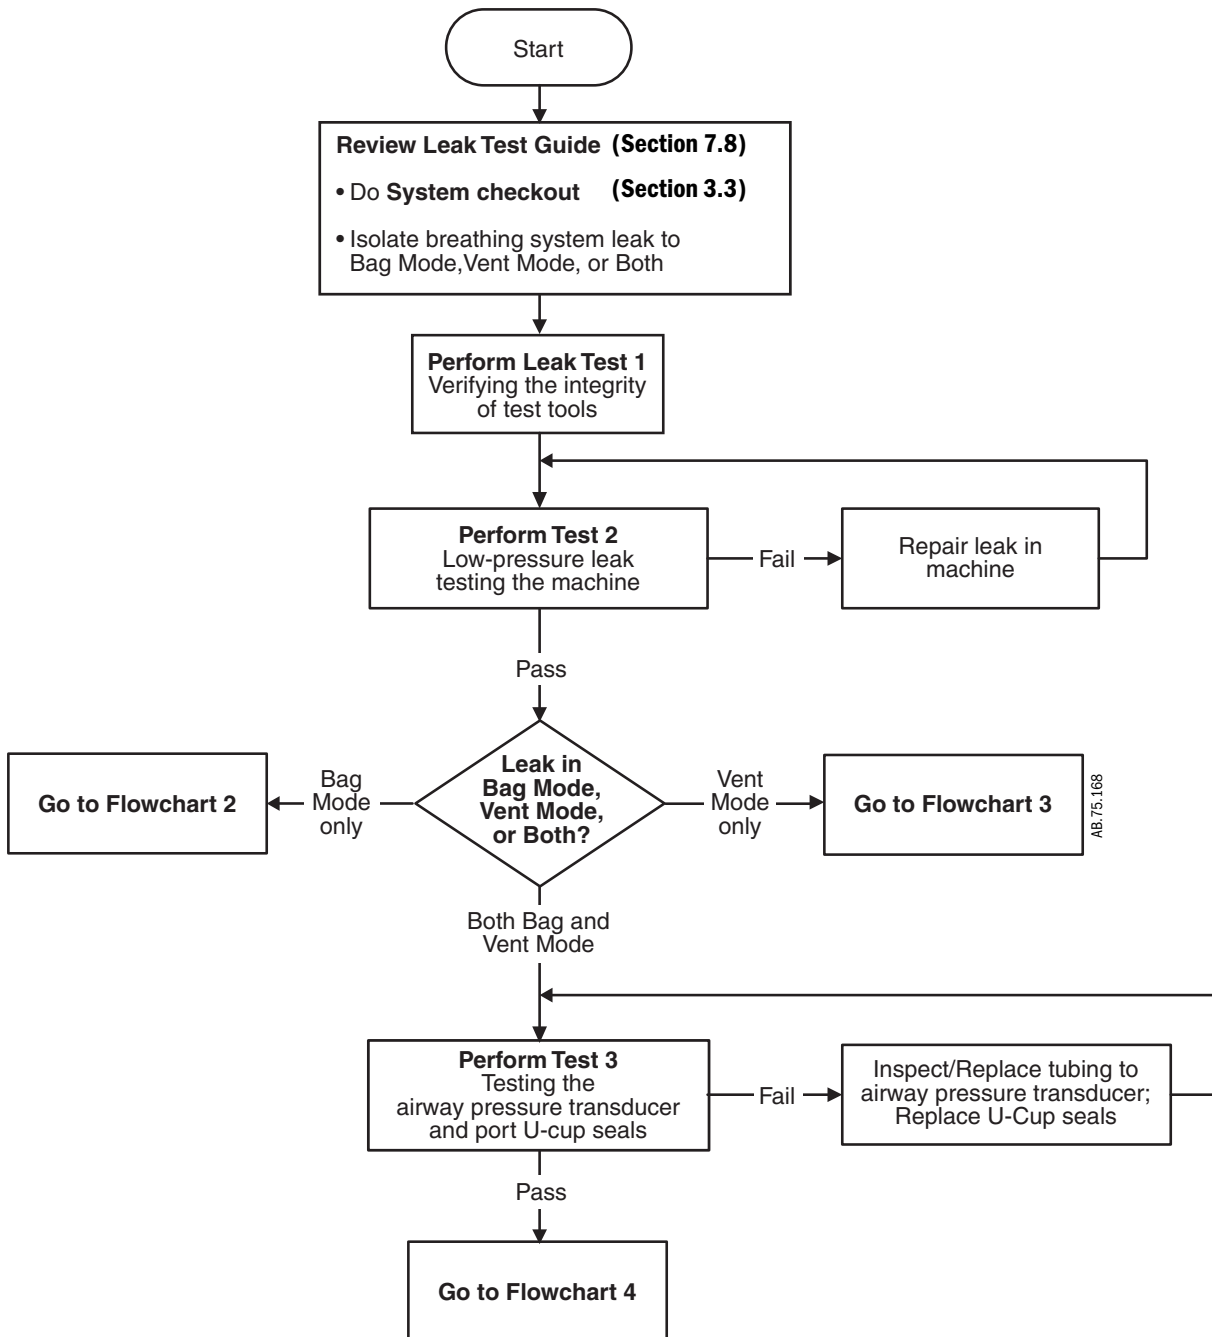 Start
Review Leak Test Guide (Section 7.8)
• Do System checkout (Section 3.3)
• Isolate breathing system leak to
Bag Mode,Vent Mode, or Both
Perform Leak Test 1
Verifying the integrity
of test tools
Perform Test 2
Low-pressure leak
testing the machine
Fail
Repair leak in
machine
Pass
Go to Flowchart 2
Bag
Mode
only
Leak in
Bag Mode,
Vent Mode,
or Both?
Vent
Mode
only
Go to Flowchart 3
AB.75.168
Both Bag and
Vent Mode
Perform Test 3
Testing the
airway pressure transducer
and port U-cup seals
Fail
Inspect/Replace tubing to
airway pressure transducer;
Replace U-Cup seals
Pass
Go to Flowchart 4